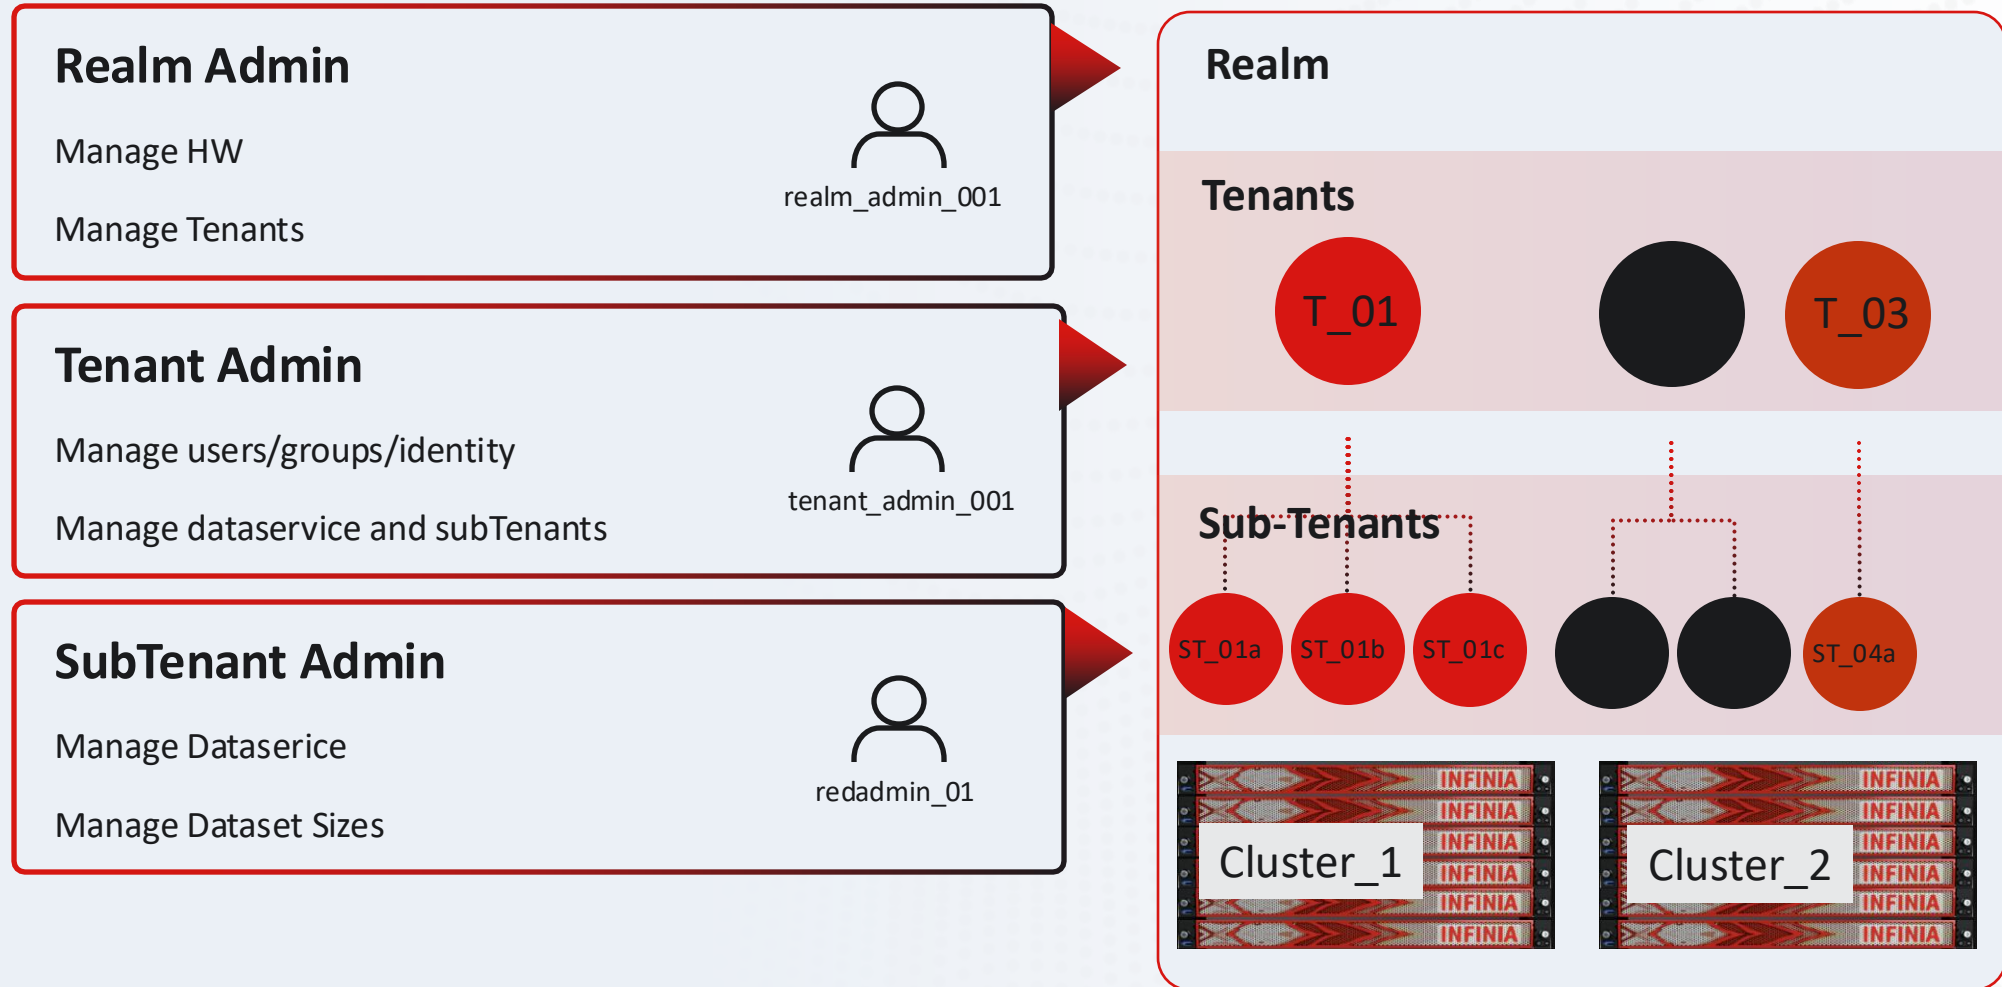 Realm Admin
Manage HW
Manage Tenants
realm_admin_001
Tenant Admin
Manage users/groups/identity
Manage dataservice and subTenants
tenant_admin_001
SubTenant Admin
Manage Dataserice
Manage Dataset Sizes
redadmin_01
Realm
Tenants
T_01
T_03
Sub-Tenants
ST_01a
ST_01b
ST_01c
ST_04a
INFINIA
INFINIA
INFINIA
INFINIA
INFINIA
INFINIA
Cluster_1
INFINIA
INFINIA
INFINIA
INFINIA
INFINIA
INFINIA
Cluster_2